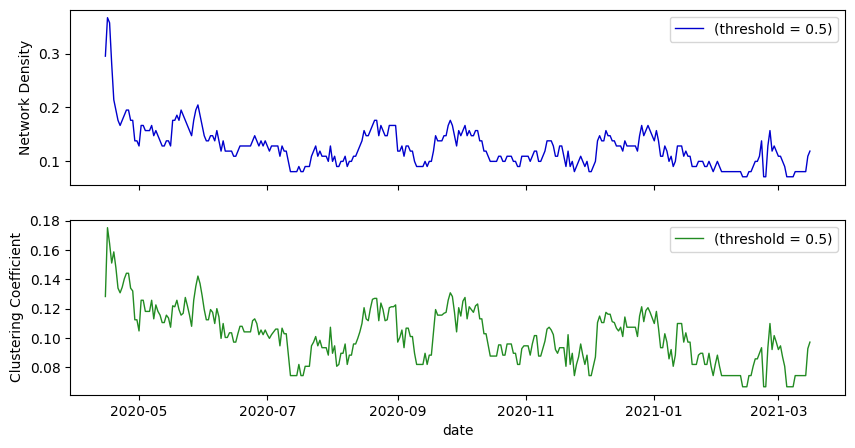 (threshold = 0.5)
Network Density
0.3
0.2
0.1
(threshold = 0.5)
Clustering Coefficient
0.18
0.16
0.14
0.12
0.10
0.08
2020-05 2020-07 2020-09 2020-11 2021-01 2021-03
date